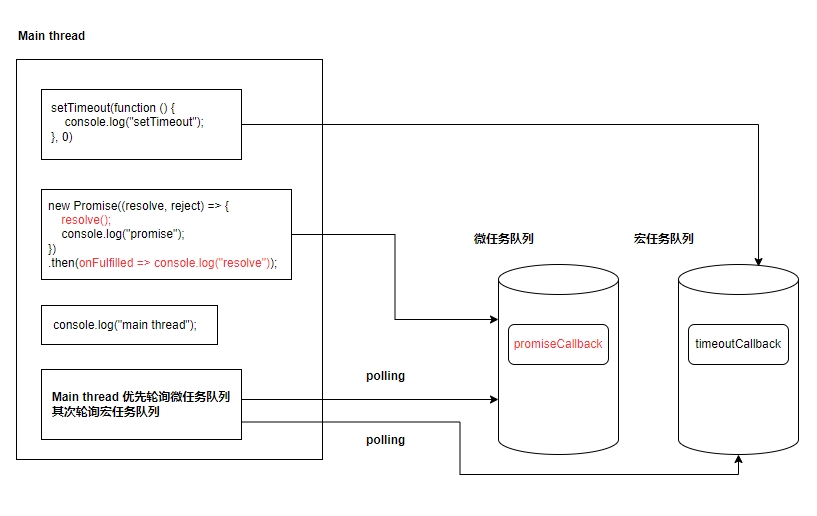 Main thread
setTimeout(function () {
console.log("setTimeout");
}, 0)
new Promise((resolve, reject) => {
resolve();
console.log("promise");
})
.then(onFulfilled => console.log("resolve"));
console.log("main thread");
Main thread 优先轮询微任务队列
其次轮询宏任务队列
polling
polling
微任务队列
宏任务队列
promiseCallback
timeoutCallback